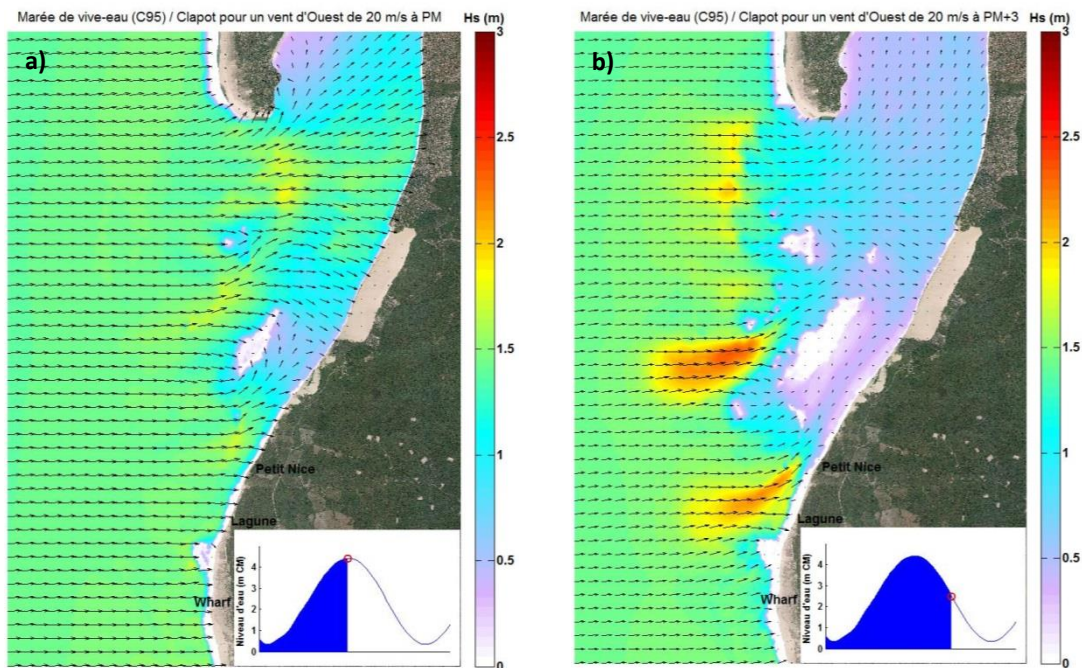 Marée de vive-eau (C95) / Clapot pour un vent d'Ouest de 20 m/s à PM Hs (m)
a)
3
2.5
2
1.5
1
0.5
0
Petit Nice
Lagune
Wharf
Niveau d'eau (m CM)
4
3
2
1
0
Marée de vive-eau (C95) / Clapot pour un vent d'Ouest de 20 m/s à PM+3 Hs (m)
b)
3
2.5
2
1.5
1
0.5
0
Petit Nice
Lagune
Wharf
Niveau d'eau (m CM)
4
3
2
1
0